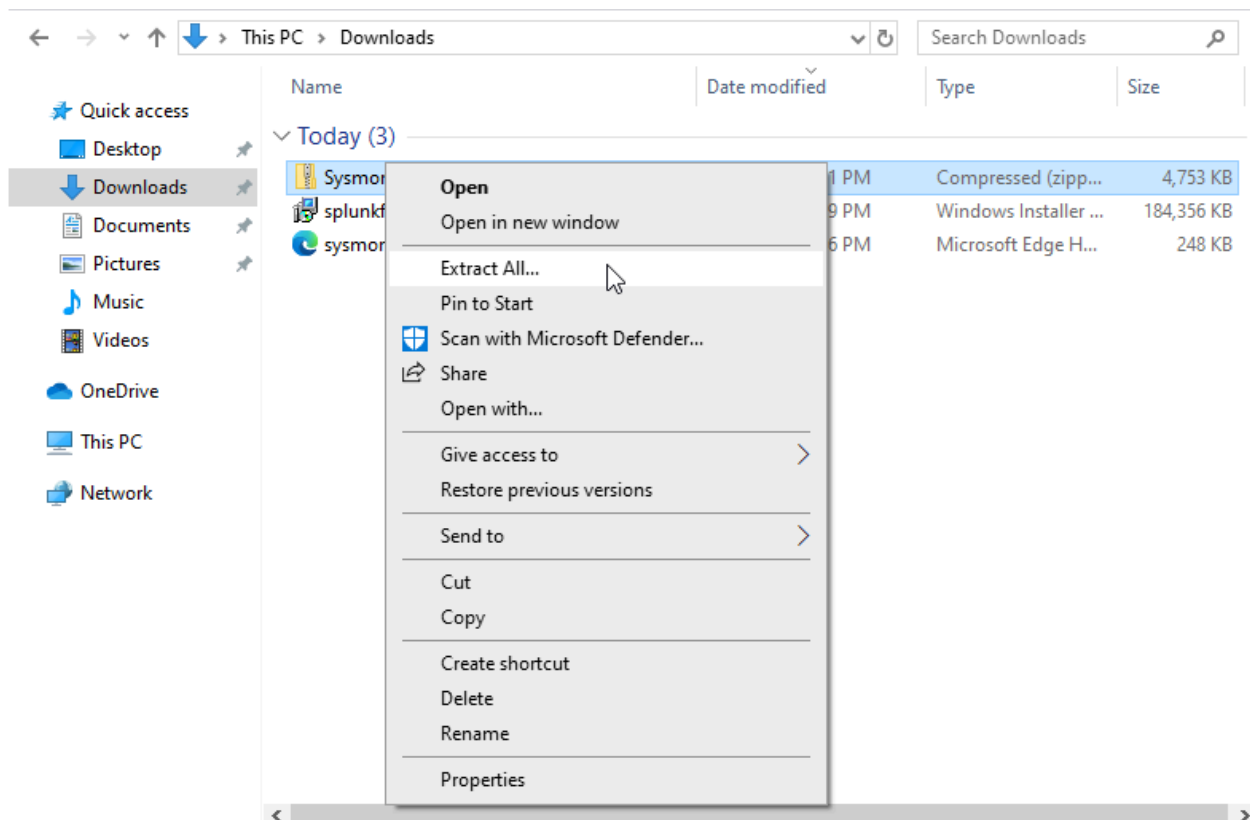 This PC > Downloads
Search Downloads
Name Date modified Type Size
Quick access
Desktop
Downloads
Documents
Pictures
Music
Videos
OneDrive
This PC
Network
Today (3)
Sysmon 1 PM Compressed (zipp... 4,753 KB
splunkf 9 PM Windows Installer ... 184,356 KB
sysmon 6 PM Microsoft Edge H... 248 KB
Open
Open in new window
Extract All...
Pin to Start
Scan with Microsoft Defender...
Share
Open with...
Give access to
Restore previous versions
Send to
Cut
Copy
Create shortcut
Delete
Rename
Properties